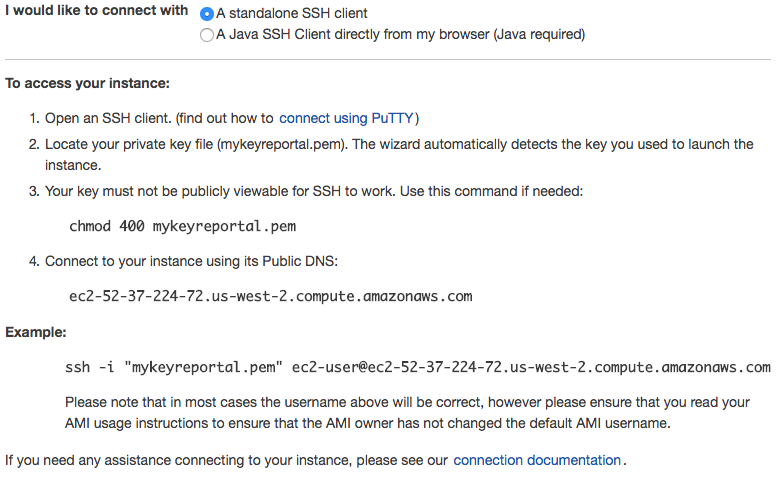 I would like to connect with A standalone SSH client
A Java SSH Client directly from my browser (Java required)
To access your instance:
1. Open an SSH client. (find out how to connect using PuTTY)
2. Locate your private key file (mykeyreportal.pem). The wizard automatically detects the key you used to launch the
instance.
3. Your key must not be publicly viewable for SSH to work. Use this command if needed:
chmod 400 mykeyreportal.pem
4. Connect to your instance using its Public DNS:
ec2-52-37-224-72.us-west-2.compute.amazonaws.com
Example:
ssh -i "mykeyreportal.pem" ec2-user@ec2-52-37-224-72.us-west-2.compute.amazonaws.com
Please note that in most cases the username above will be correct, however please ensure that you read your
AMI usage instructions to ensure that the AMI owner has not changed the default AMI username.
If you need any assistance connecting to your instance, please see our connection documentation.